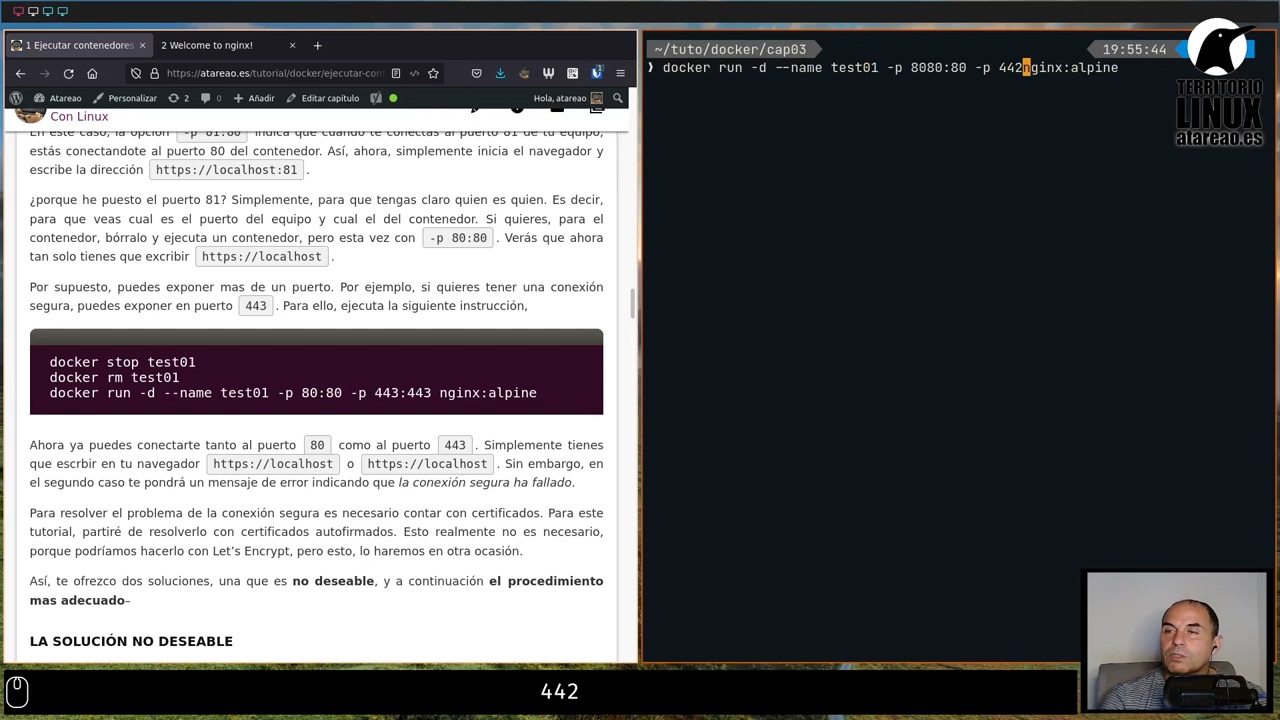 1 Ejecutar contenedores
2 Welcome to nginx!
https://atareao.es/tutorial/docker/ejecutar-con
Atareao
Personalizar
2
Añadir
Editar capítulo
Hola, atareao
Con Linux
En este caso, la opción -p 81:80 indica que cuando te conectas al puerto 81 de tu equipo,
estás conectandote al puerto 80 del contenedor. Así, ahora, simplemente inicia el navegador y
escribe la dirección https://localhost:81 .
¿porque he puesto el puerto 81? Simplemente, para que tengas claro quien es quien. Es decir,
para que veas cual es el puerto del equipo y cual el del contenedor. Si quieres, para el
contenedor, bórralo y ejecuta un contenedor, pero esta vez con -p 80:80 . Verás que ahora
tan solo tienes que excribir https://localhost .
Por supuesto, puedes exponer mas de un puerto. Por ejemplo, si quieres tener una conexión
segura, puedes exponer en puerto 443 . Para ello, ejecuta la siguiente instrucción,
docker stop test01
docker rm test01
docker run -d --name test01 -p 80:80 -p 443:443 nginx:alpine
Ahora ya puedes conectarte tanto al puerto 80 como al puerto 443 . Simplemente tienes
que escrbir en tu navegador https://localhost o https://localhost . Sin embargo, en
el segundo caso te pondrá un mensaje de error indicando que la conexión segura ha fallado.
Para resolver el problema de la conexión segura es necesario contar con certificados. Para este
tutorial, partiré de resolverlo con certificados autofirmados. Esto realmente no es necesario,
porque podríamos hacerlo con Let’s Encrypt, pero esto, lo haremos en otra ocasión.
Así, te ofrezco dos soluciones, una que es no deseable, y a continuación el procedimiento
mas adecuado–
LA SOLUCIÓN NO DESEABLE
~/tuto/docker/cap03
19:55:44
❯ docker run -d --name test01 -p 8080:80 -p 442nginx:alpine
TERRITORIO
LINUX
atareao.es
442